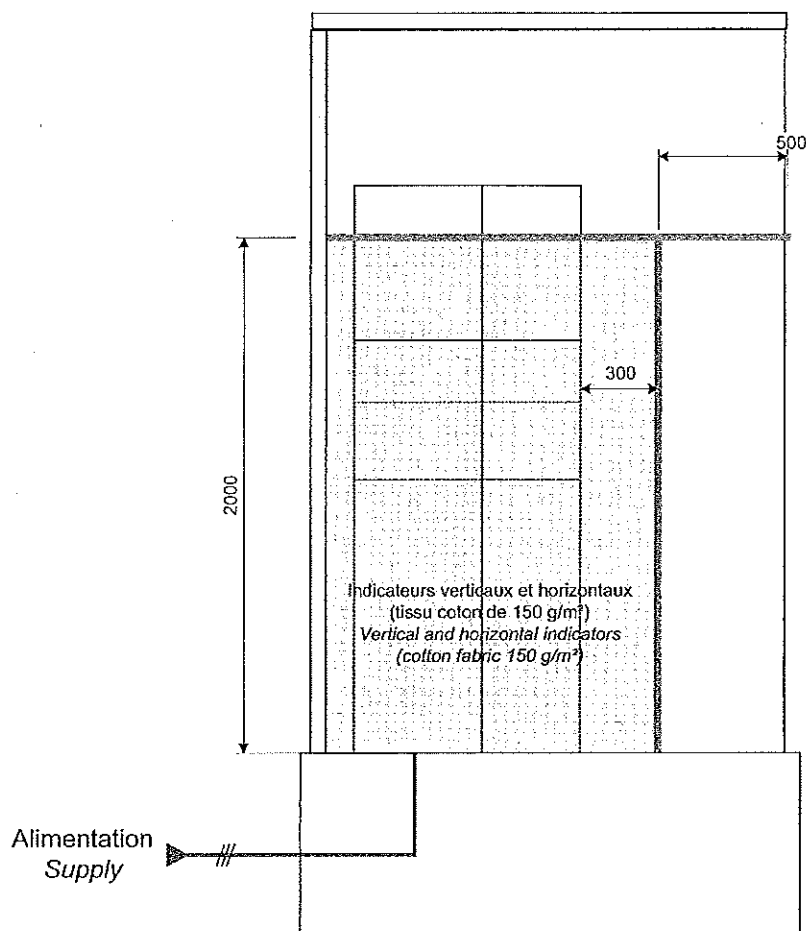 500
300
2000
Indicateurs verticaux et horizontaux
(tissu coton de 150 g/m²)
Vertical and horizontal indicators
(cotton fabric 150 g/m²)
Alimentation
Supply